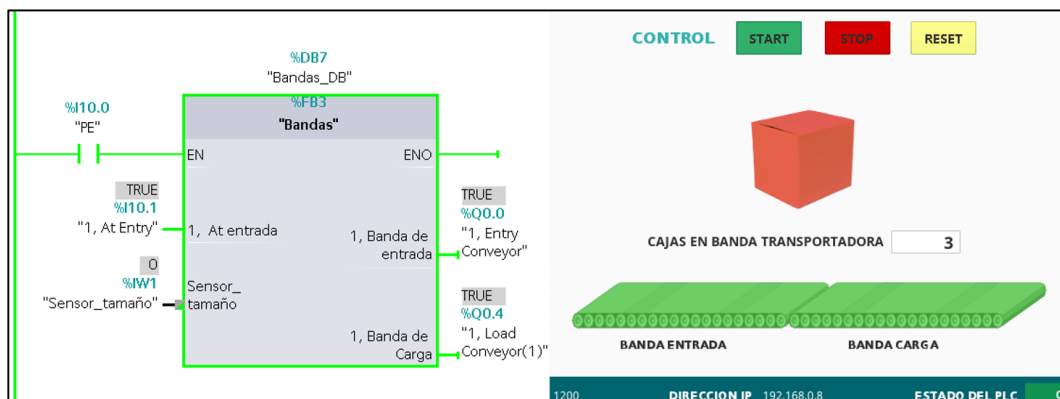 %DB7
"Bandas_DB"
%I10.0
"PE"
%FB3
"Bandas"
EN
ENO
TRUE
%I10.1
"1, At Entry"
1, At entrada
0
%IW1
"Sensor_tamaño"
Sensor_
tamaño
1, Banda de
entrada
TRUE
%Q0.0
"1, Entry
Conveyor"
1, Banda de
Carga
TRUE
%Q0.4
"1, Load
Conveyor(1)"
CONTROL
START
STOP
RESET
CAJAS EN BANDA TRANSPORTADORA 3
BANDA ENTRADA
BANDA CARGA
1200
DIRECCION IP 192.168.0.8
ESTADO DEL PLC